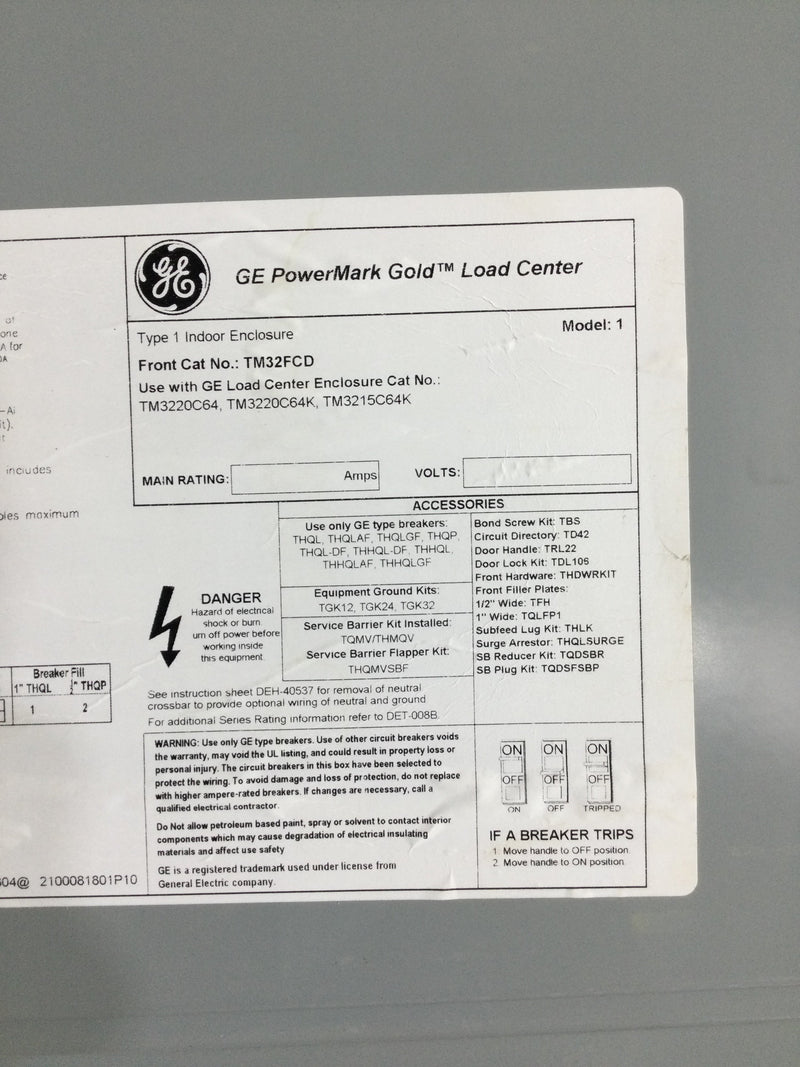 GE
GE PowerMark Gold™ Load Center
Type 1 Indoor Enclosure
Model: 1
Front Cat No.: TM32FCD
Use with GE Load Center Enclosure Cat No.:
TM3220C64, TM3220C64K, TM3215C64K
MAIN RATING:
Amps
VOLTS:
of
one
A for
0A
it).
includes
maximum
ACCESSORIES
Use only GE type breakers:
THQL, THQLAF, THQLGF, THQP,
THQL-DF, THHQL-DF, THHQL,
THHQLAF, THHQLGF
Equipment Ground Kits:
TGK12, TGK24, TGK32
Service Barrier Kit Installed:
TQMV/THMQV
Service Barrier Flapper Kit:
THQMVSBF
Bond Screw Kit: TBS
Circuit Directory: TD42
Door Handle: TRL22
Door Lock Kit: TDL106
Front Hardware: THDWRKIT
Front Filler Plates:
1/2" Wide: TFH
1" Wide: TQLFP1
Subfeed Lug Kit: THLK
Surge Arrestor: THQLSURGE
SB Reducer Kit: TQDSBR
SB Plug Kit: TQDSFSBP
DANGER
Hazard of electrical
shock or burn.
urn off power before
working inside
this equipment.
Breaker Fill
1" THQL ½" THQP
1 2
See instruction sheet DEH-40537 for removal of neutral
crossbar to provide optional wiring of neutral and ground
For additional Series Rating information refer to DET-008B.
WARNING: Use only GE type breakers. Use of other circuit breakers voids
the warranty, may void the UL listing, and could result in property loss or
personal injury. The circuit breakers in this box have been selected to
protect the wiring. To avoid damage and loss of protection, do not replace
with higher ampere-rated breakers. If changes are necessary, call a
qualified electrical contractor.
Do Not allow petroleum based paint, spray or solvent to contact interior
components which may cause degradation of electrical insulating
materials and affect use safety
GE is a registered trademark used under license from
General Electric company.
ON ON ON
OFF OFF OFF
ON OFF TRIPPED
IF A BREAKER TRIPS
1. Move handle to OFF position.
2. Move handle to ON position.
604@ 2100081801P10